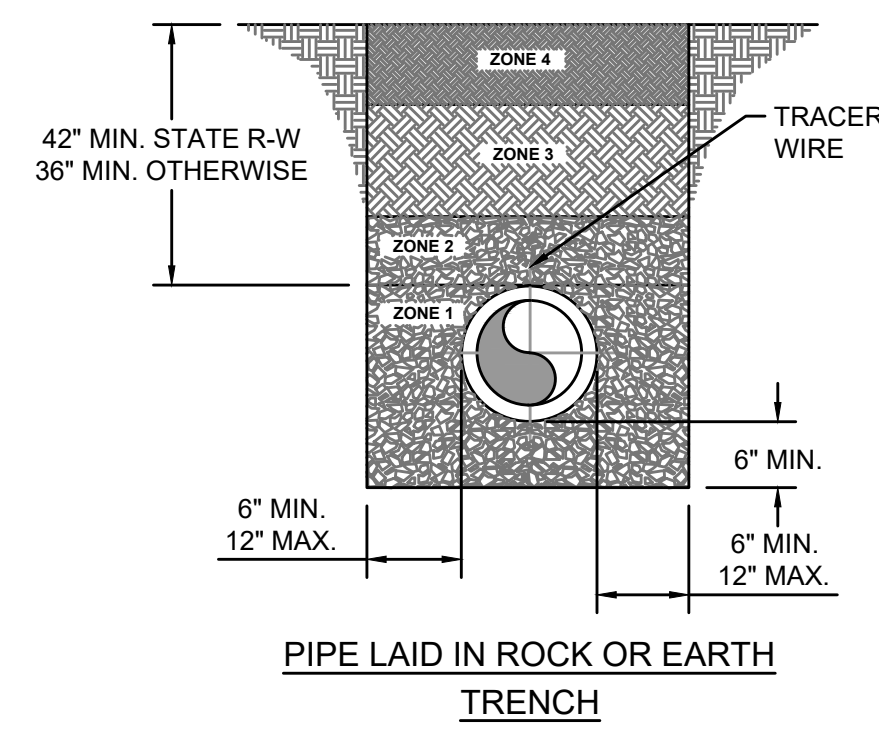 ZONE 4
42" MIN. STATE R-W
36" MIN. OTHERWISE
TRACER
WIRE
ZONE 3
ZONE 2
ZONE 1
6" MIN.
6" MIN.
12" MAX.
6" MIN.
12" MAX.
PIPE LAID IN ROCK OR EARTH
TRENCH